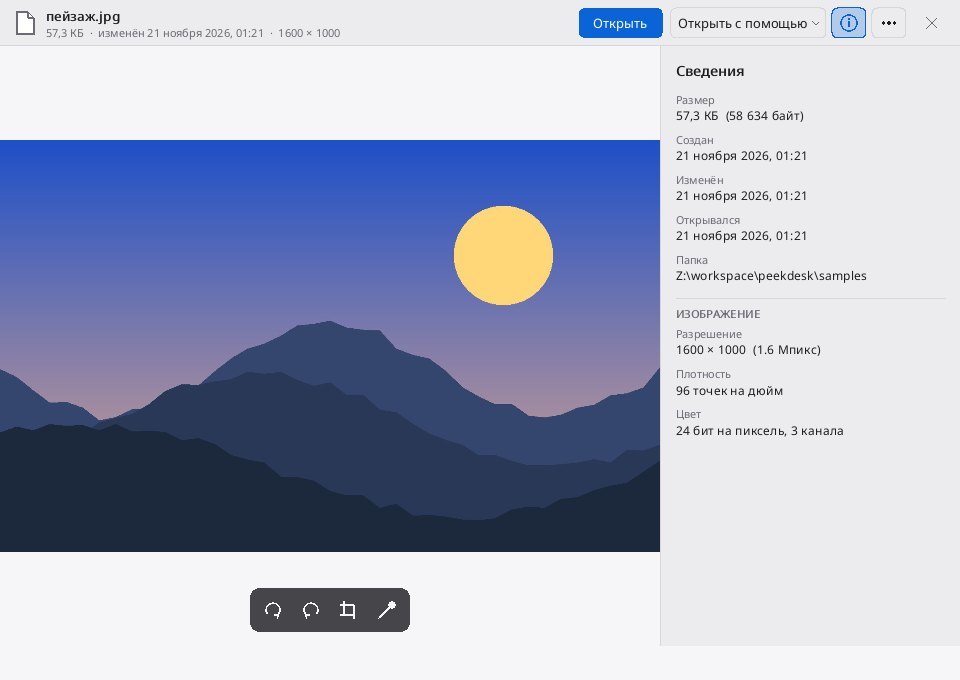 пейзаж.jpg
57,3 КБ · изменён 21 ноября 2026, 01:21 · 1600 × 1000
Открыть
Открыть с помощью
Сведения
Размер
57,3 КБ (58 634 байт)
Создан
21 ноября 2026, 01:21
Изменён
21 ноября 2026, 01:21
Открывался
21 ноября 2026, 01:21
Папка
Z:\workspace\peekdesk\samples
ИЗОБРАЖЕНИЕ
Разрешение
1600 × 1000 (1.6 Мпикс)
Плотность
96 точек на дюйм
Цвет
24 бит на пиксель, 3 канала